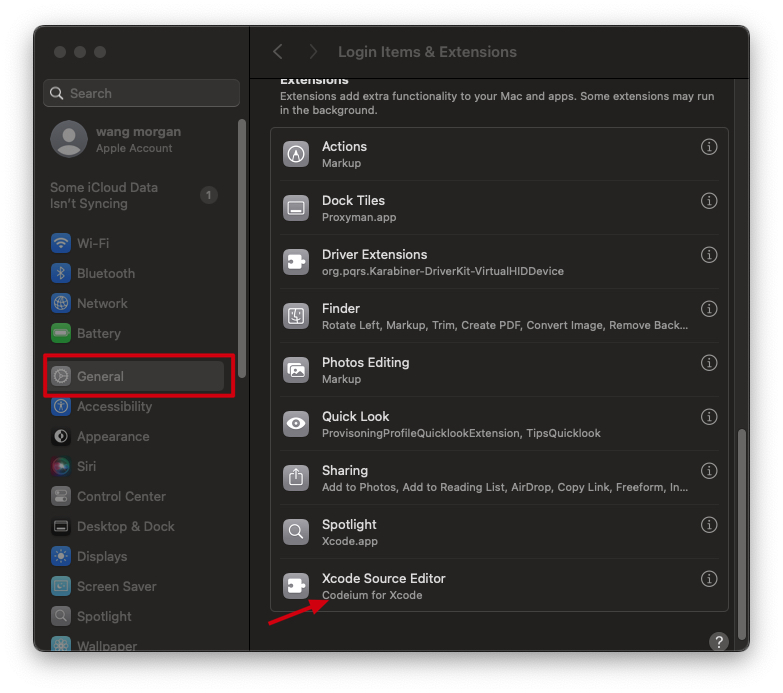 Login Items & Extensions
Search
wang morgan
Apple Account
Some iCloud Data
Isn't Syncing
1
Wi-Fi
Bluetooth
Network
Battery
General
Accessibility
Appearance
Siri
Control Center
Desktop & Dock
Displays
Screen Saver
Spotlight
Wallpaper
Extensions
Extensions add extra functionality to your Mac and apps. Some extensions may run
in the background.
Actions
Markup
Dock Tiles
Proxyman.app
Driver Extensions
org.pqrs.Karabiner-DriverKit-VirtualHIDDevice
Finder
Rotate Left, Markup, Trim, Create PDF, Convert Image, Remove Back...
Photos Editing
Markup
Quick Look
ProvisioningProfileQuicklookExtension, TipsQuicklook
Sharing
Add to Photos, Add to Reading List, AirDrop, Copy Link, Freeform, In...
Spotlight
Xcode.app
Xcode Source Editor
Codeium for Xcode
?